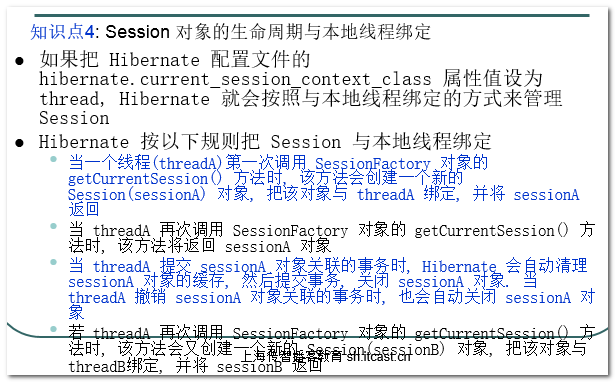 知识点4: Session 对象的生命周期与本地线程绑定
如果把 Hibernate 配置文件的
hibernate.current_session_context_class 属性值设为
thread, Hibernate 就会按照与本地线程绑定的方式来管理
Session
Hibernate 按以下规则把 Session 与本地线程绑定
当一个线程(threadA)第一次调用 SessionFactory 对象的
getCurrentSession() 方法时, 该方法会创建一个新的
Session(sessionA) 对象, 把该对象与 threadA 绑定, 并将 sessionA
返回
当 threadA 再次调用 SessionFactory 对象的 getCurrentSession() 方
法时, 该方法将返回 sessionA 对象
当 threadA 提交 sessionA 对象关联的事务时, Hibernate 会自动清理
sessionA 对象的缓存, 然后提交事务, 关闭 sessionA 对象. 当
threadA 撤销 sessionA 对象关联的事务时, 也会自动关闭 sessionA 对
象
若 threadA 再次调用 SessionFactory 对象的 getCurrentSession() 方
法时, 该方法会又创建一个新的 Session(sessionB) 对象, 把该对象与
上海传智播客教育 sh.itcast.cn
threadB绑定, 并将 sessionB 返回